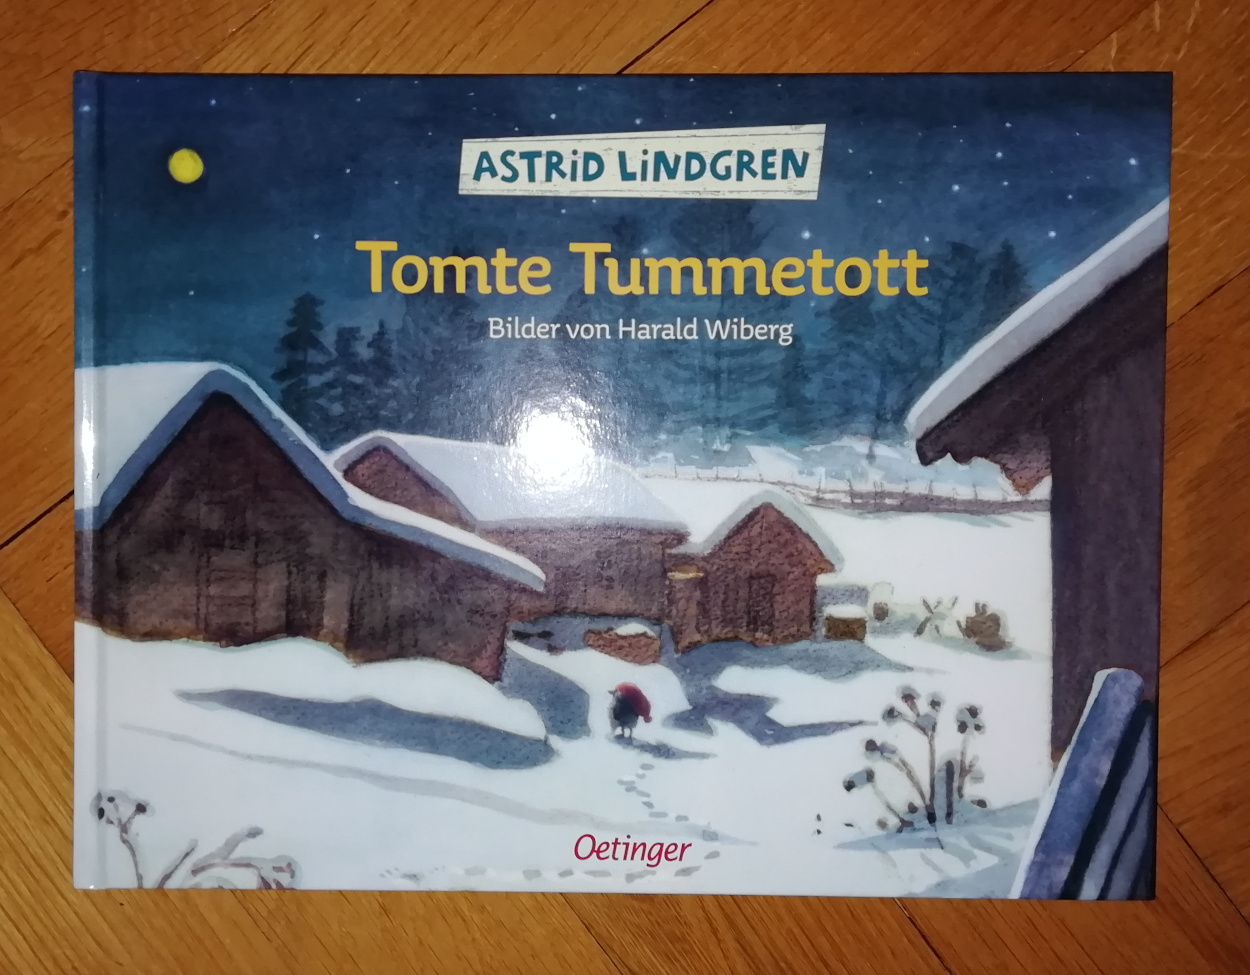 ASTRiD LiNDGREN
Tomte Tummetott
Bilder von Harald Wiberg
Oetinger